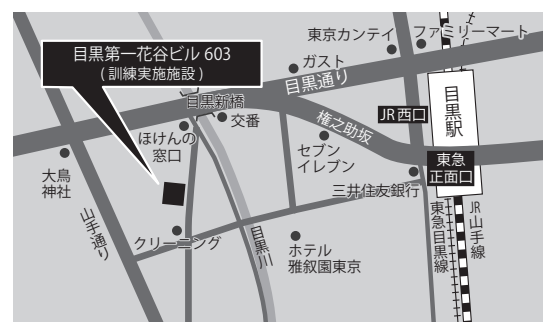 目黒第一花谷ビル 603
( 訓練実施施設 )
東京カンテイ
ファミリーマート
ガスト
目黒通り
目黒新橋
交番
JR西口
目黒駅
ほけんの
窓口
権之助坂
セブン
イレブン
東急
正面口
大鳥
神社
三井住友銀行
山手通り
クリーニング
目黒川
ホテル
雅叙園東京
東急目黒線
JR山手線